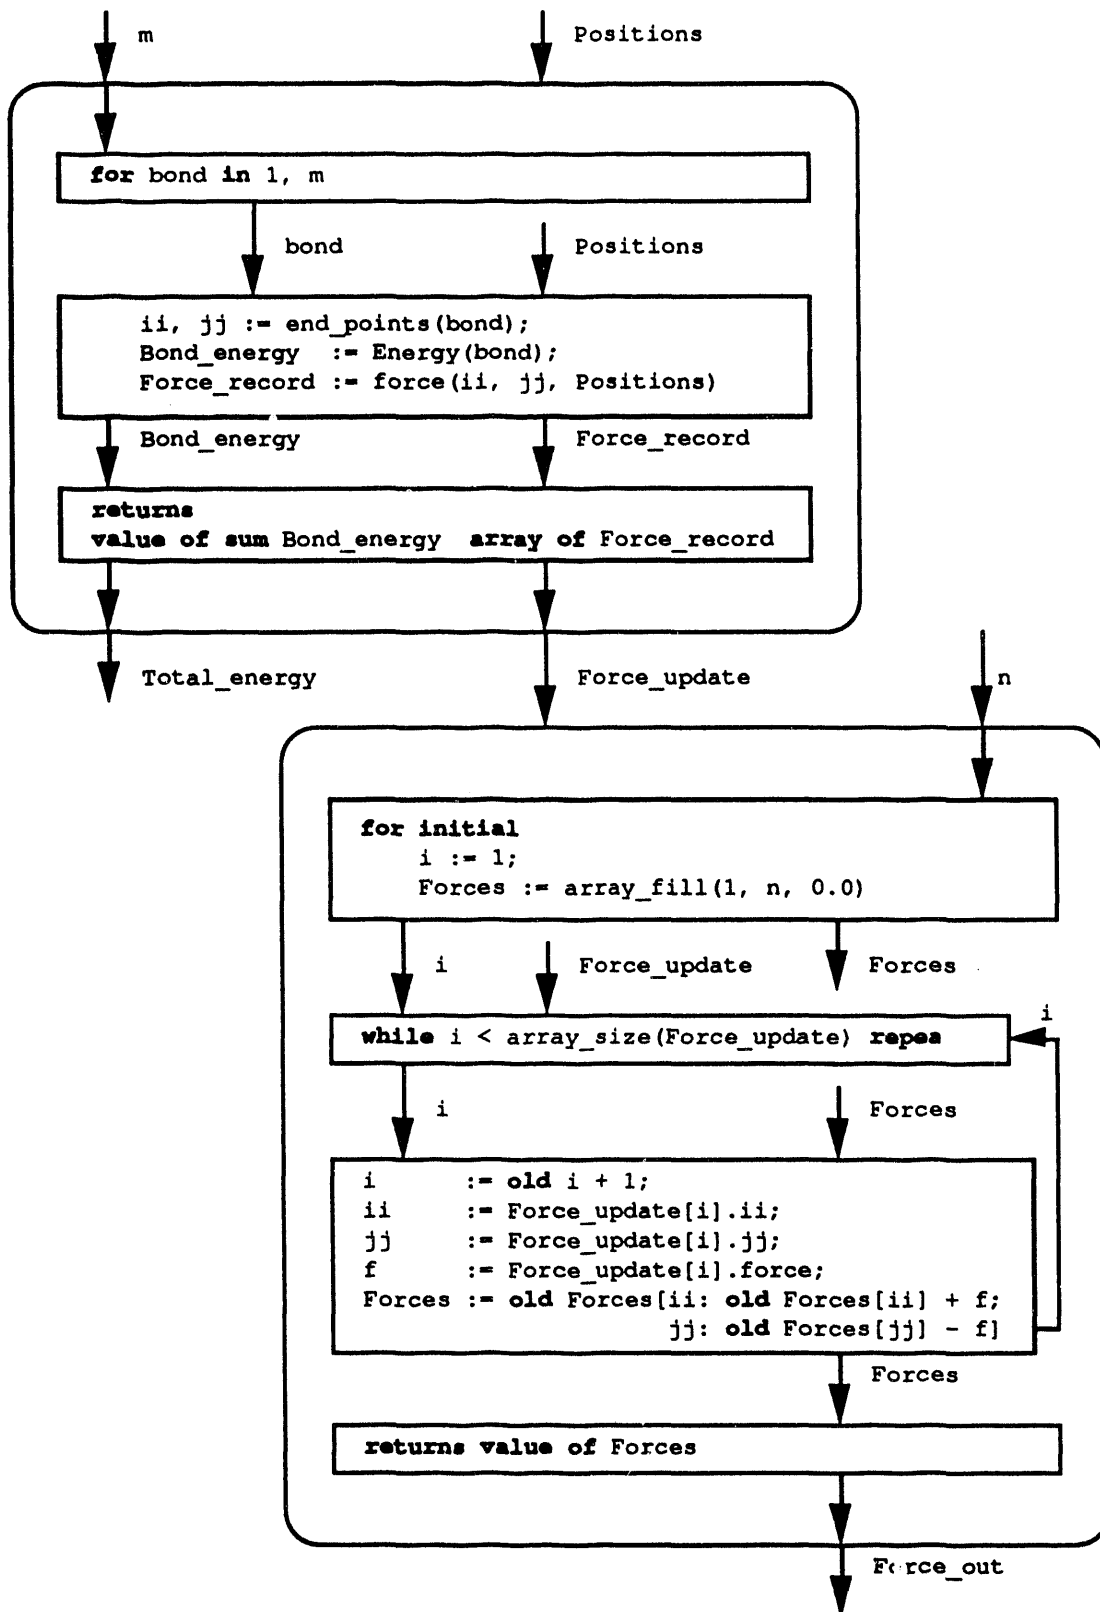 m
Positions
for bond in 1, m
bond
Positions
ii, jj := end_points(bond);
Bond_energy := Energy(bond);
Force_record := force(ii, jj, Positions)
Bond_energy
Force_record
returns
value of sum Bond_energy array of Force_record
Total_energy
Force_update
n
for initial
i := 1;
Forces := array_fill(1, n, 0.0)
i
Force_update
Forces
i
while i < array_size(Force_update) repea
i
Forces
i := old i + 1;
ii := Force_update[i].ii;
jj := Force_update[i].jj;
f := Force_update[i].force;
Forces := old Forces[ii: old Forces[ii] + f;
jj: old Forces[jj] - f]
Forces
returns value of Forces
Force_out